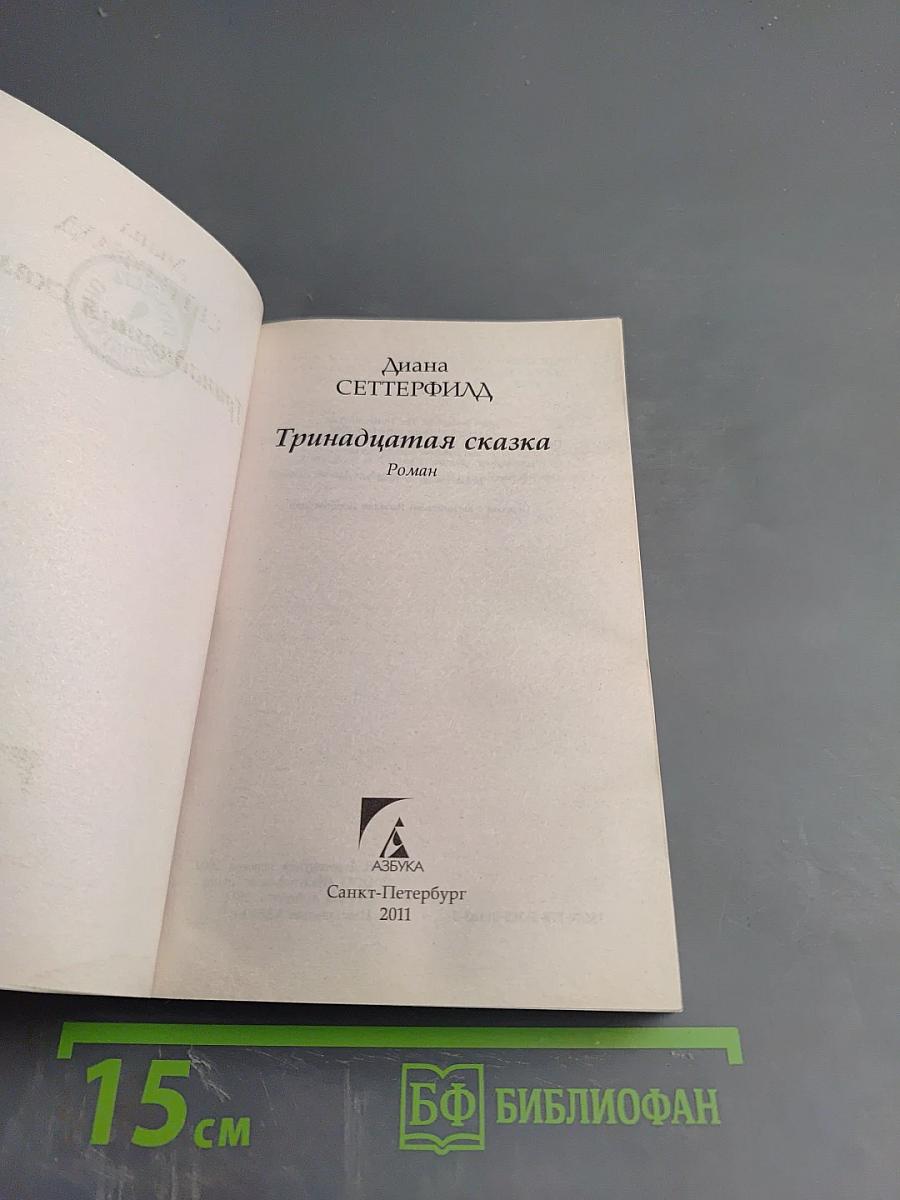 Диана
СЕТТЕРФИЛД
Тринадцатая сказка
Роман
АЗБУКА
Санкт-Петербург
2011
15 см
БФ БИБЛИОФАН